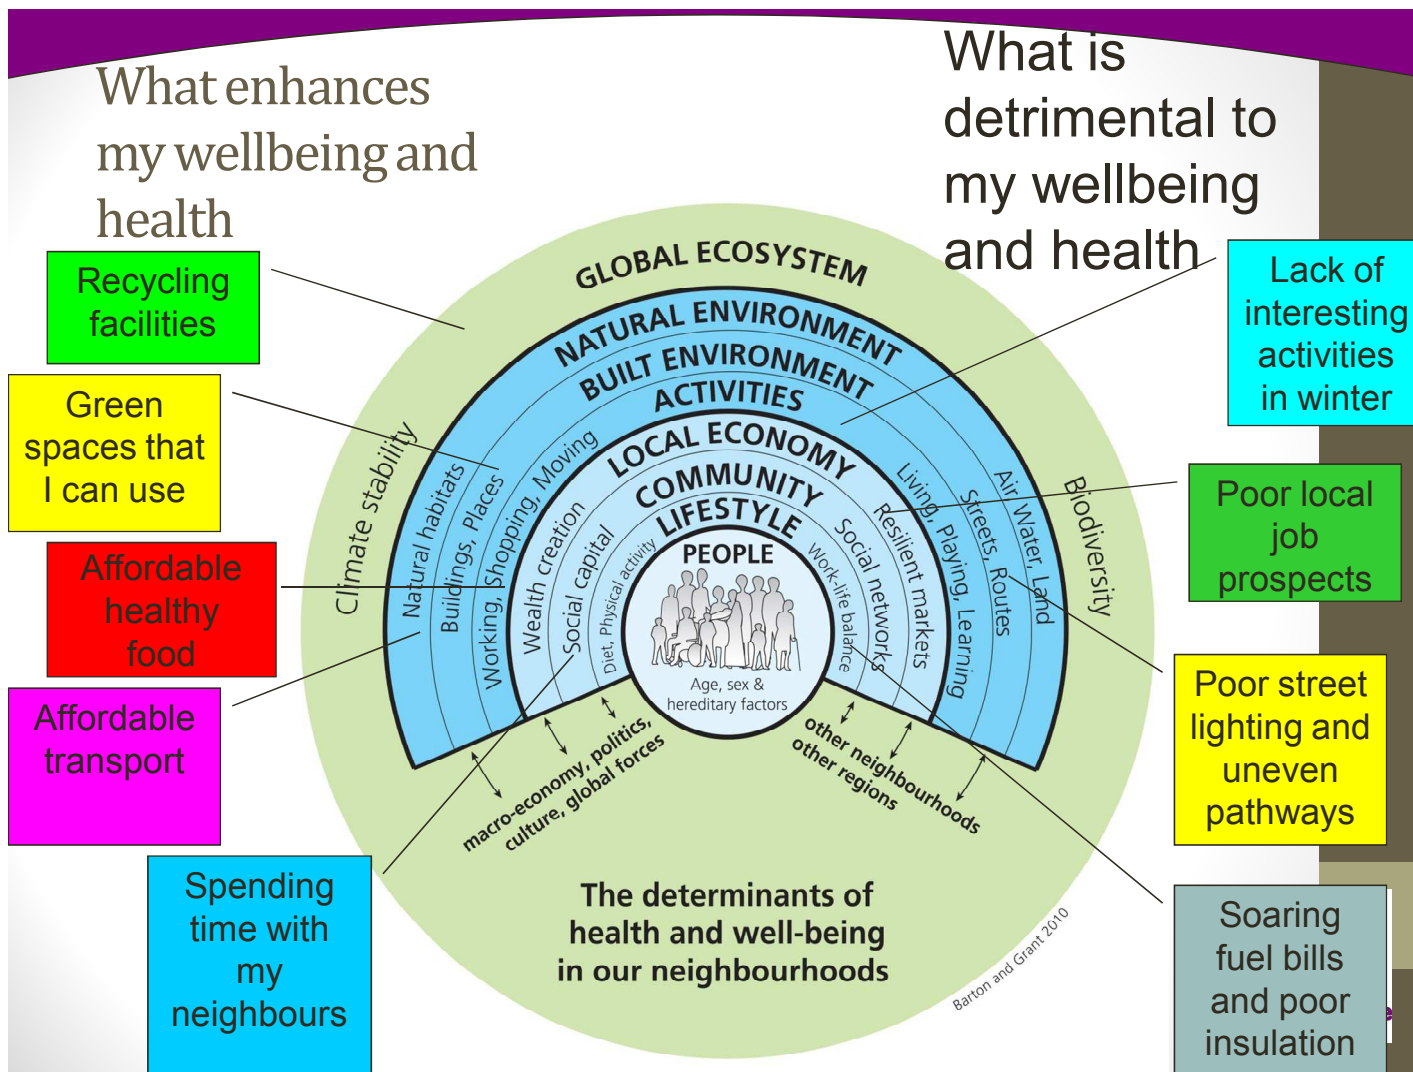 What enhances
my wellbeing and
health
What is
detrimental to
my wellbeing
and health
Recycling
facilities
Green
spaces that
I can use
Affordable
healthy
food
Affordable
transport
Spending
time with
my
neighbours
GLOBAL ECOSYSTEM
NATURAL ENVIRONMENT
BUILT ENVIRONMENT
ACTIVITIES
LOCAL ECONOMY
COMMUNITY
LIFESTYLE
PEOPLE
Age, sex &
hereditary factors
Climate stability
Natural habitats
Buildings, Places
Working, Shopping, Moving
Wealth creation
Social capital
Diet, Physical activity
Work-life balance
Social networks
Resilient markets
Living, Playing, Learning
Streets, Routes
Air, Water, Land
Biodiversity
macro-economy, politics,
culture, global forces
other neighbourhoods
other regions
The determinants of
health and well-being
in our neighbourhoods
Barton and Grant 2010
Lack of
interesting
activities
in winter
Poor local
job
prospects
Poor street
lighting and
uneven
pathways
Soaring
fuel bills
and poor
insulation